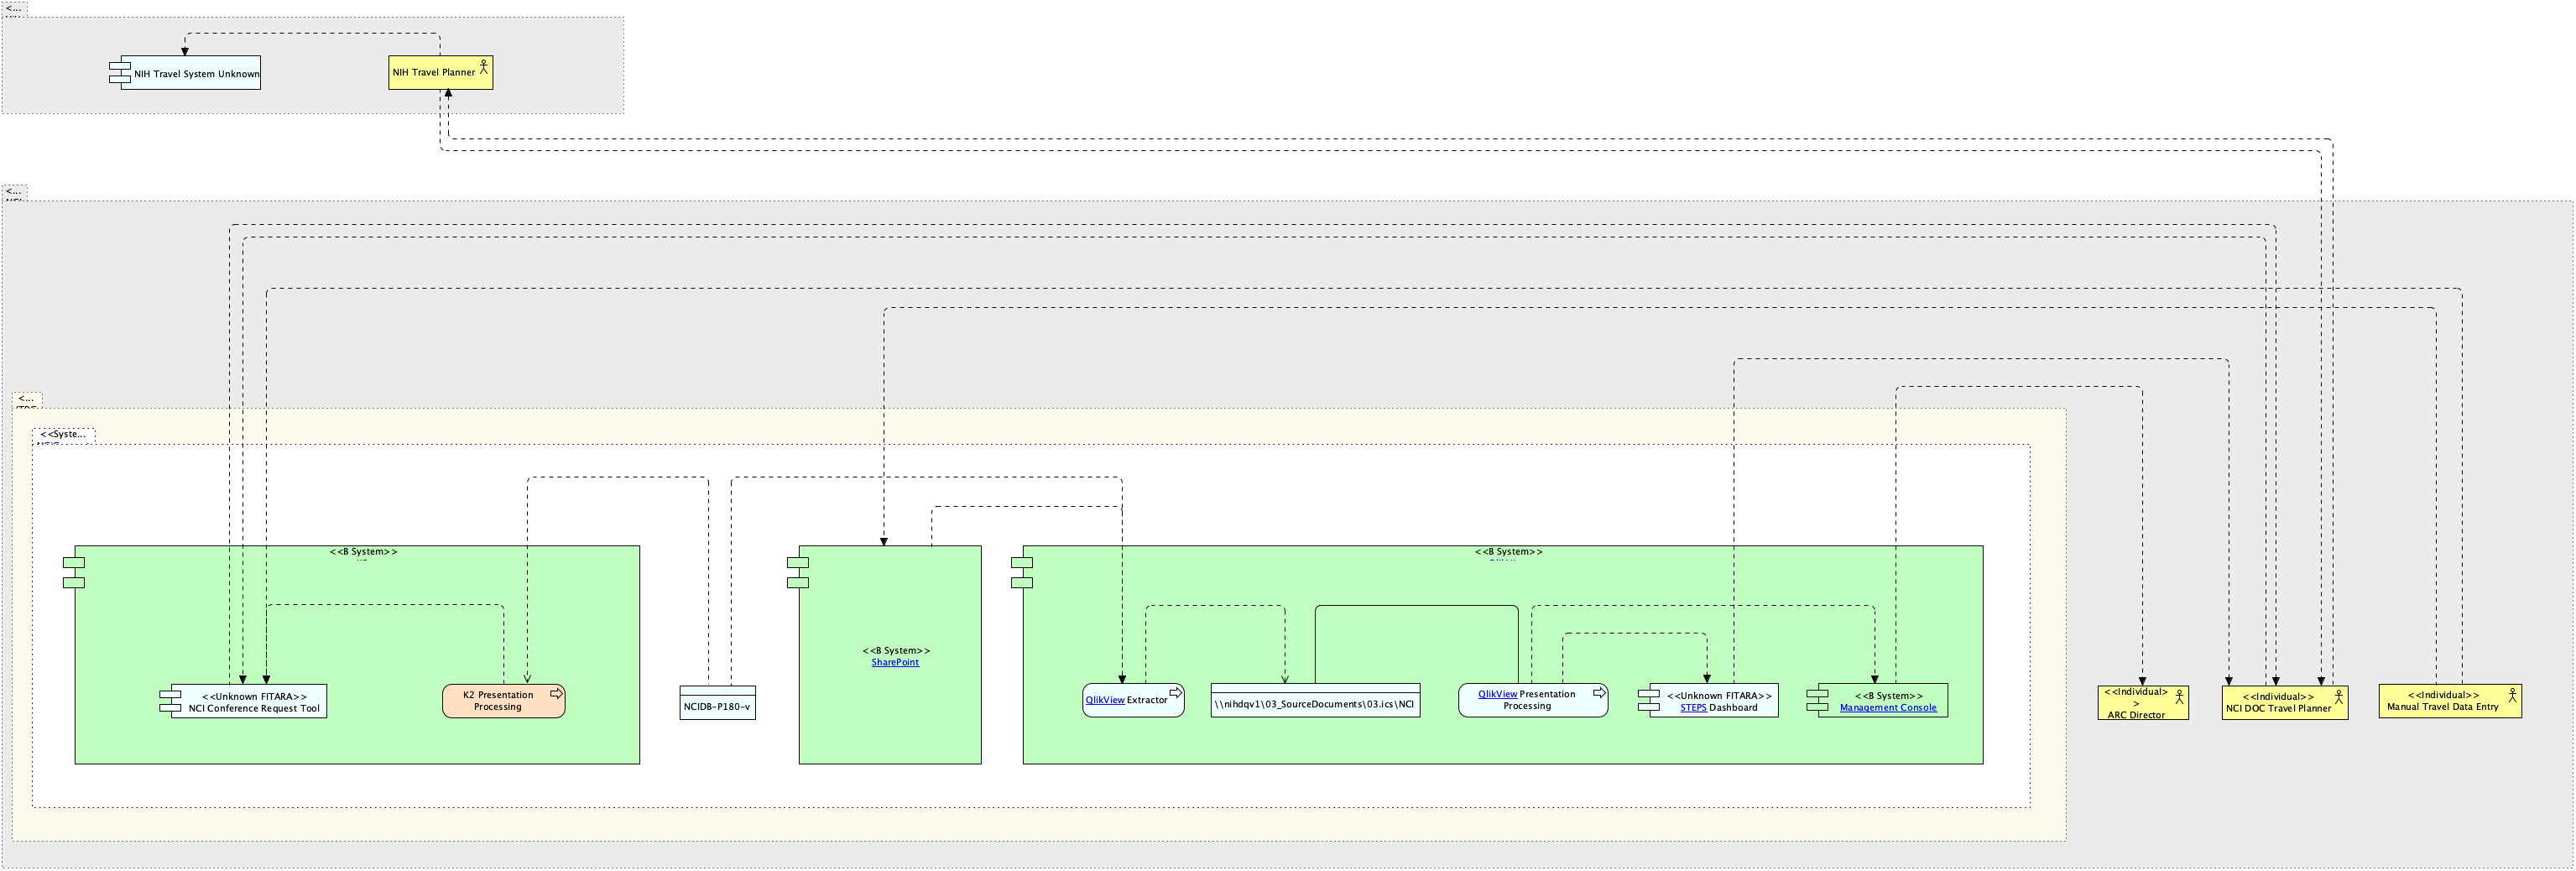 <...
NIH Travel System Unknown
NIH Travel Planner
<...
<...
<<Syste...
<<B System>>
<<B System>>
<<B System>>
SharePoint
<<Unknown FITARA>>
NCI Conference Request Tool
K2 Presentation
Processing
NCIDB-P180-v
QlikView Extractor
\\nihdqv1\03_SourceDocuments\03.ics\NCI
QlikView Presentation
Processing
<<Unknown FITARA>>
STEPS Dashboard
<<B System>>
Management Console
<<Individual>
>
ARC Director
<<Individual>>
NCI DOC Travel Planner
<<Individual>>
Manual Travel Data Entry